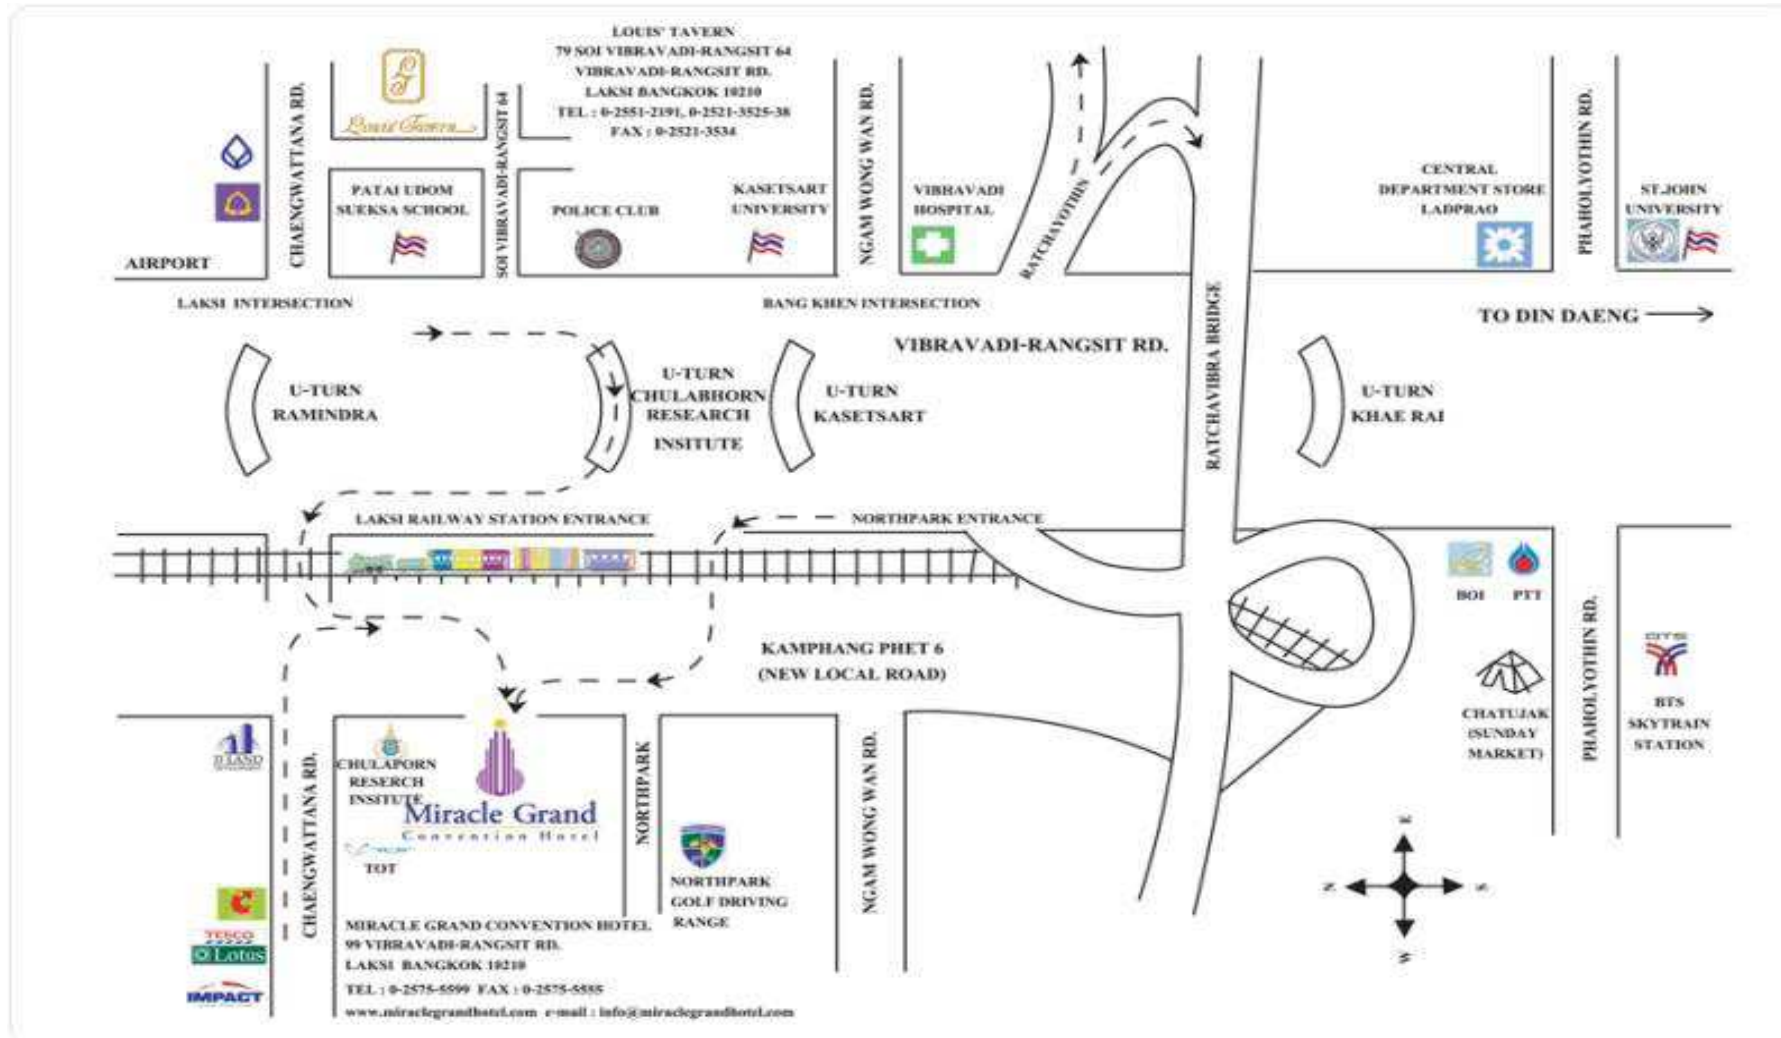 LOUIS' TAVERN
79 SOI VIBRAVADI-RANGSIT 64
VIBRAVADI-RANGSIT RD.
LAKSI BANGKOK 10210
TEL : 0-2551-2191, 0-2521-3525-38
FAX : 0-2521-3534
Louis' Tavern
CHAENGWATTANA RD.
SOI VIBRAVADI-RANGSIT 64
NGAM WONG WAN RD.
PHAHOLYOTHIN RD.
PATAI UDOM
SUEKSA SCHOOL
POLICE CLUB
KASETSART
UNIVERSITY
VIBHAVADI
HOSPITAL
RATCHAYOTHIN
CENTRAL
DEPARTMENT STORE
LADPRAO
ST.JOHN
UNIVERSITY
AIRPORT
LAKSI INTERSECTION
BANG KHEN INTERSECTION
VIBRAVADI-RANGSIT RD.
RATCHAVIBRA BRIDGE
TO DIN DAENG
U-TURN
RAMINDRA
U-TURN
CHULABHORN
RESEARCH
INSITUTE
U-TURN
KASETSART
U-TURN
KHAE RAI
LAKSI RAILWAY STATION ENTRANCE
NORTHPARK ENTRANCE
BOI
PTT
KAMPHANG PHET 6
(NEW LOCAL ROAD)
PHAHOLYOTHIN RD.
BTS
CHATUJAK
(SUNDAY
MARKET)
BTS
SKYTRAIN
STATION
CHAENGWATTANA RD.
CHULAPORN
RESERCH
INSITUTE
Miracle Grand
Convention Hotel
TOT
NORTHPARK
NORTHPARK
GOLF DRIVING
RANGE
NGAM WONG WAN RD.
TESCO
Lotus
IMPACT
MIRACLE GRAND CONVENTION HOTEL
99 VIBRAVADI-RANGSIT RD.
LAKSI BANGKOK 10210
TEL : 0-2575-5599 FAX : 0-2575-5555
www.miraclegrandhotel.com e-mail : info@miraclegrandhotel.com
E
N
S
W